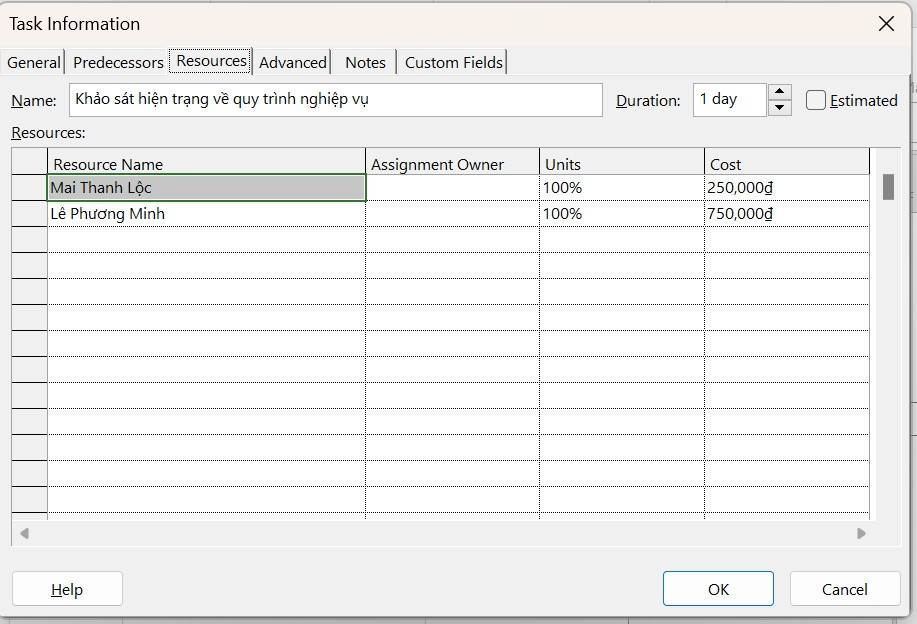 Task Information
General Predecessors Resources Advanced Notes Custom Fields
Name: Khảo sát hiện trạng về quy trình nghiệp vụ Duration: 1 day Estimated
Resources:
Resource Name Assignment Owner Units Cost
Mai Thanh Lộc 100% 250,000₫
Lê Phương Minh 100% 750,000₫
Help OK Cancel